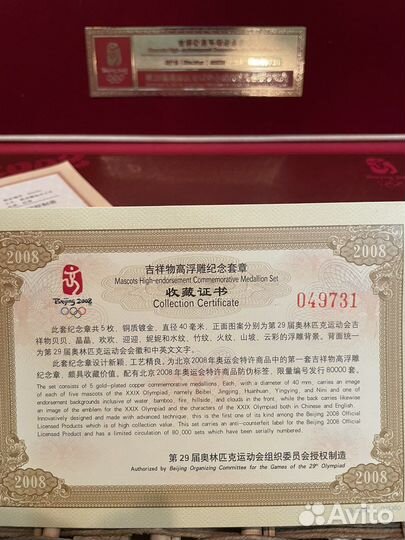 2008
2008
Beijing 2008
吉祥物高浮雕纪念套章
Mascots High-endorsement Commemorative Medallion Set
收藏证书
Collection Certificate
049731
此套纪念章共5枚，铜质镀金，直径40毫米，正面图案分别为第29届奥林匹克运动会吉
祥物贝贝、晶晶、欢欢、迎迎、妮妮和水纹、竹纹、火纹、山坡、云彩的浮雕背景，背面统一
为第29届奥林匹克运动会会徽和中英文文字。
此套纪念章设计新颖，工艺精良，为北京2008年奥运会特许商品中的第一套吉祥物高浮雕
纪念章，颇具收藏价值。配有北京2008年奥运会特许商品防伪标签，限量编号发行80000套。
The set consists of 5 gold-plated copper commemorative medallions. Each, with a diameter of 40 mm, carries an image
of each of five mascots of the XXIX Olympiad, namely Beibei, Jingjing, Huanhuan, Yingying, and Nini and one of
endorsement backgrounds inclusive of water, bamboo, fire, hillside, and clouds in the front, while the back carries likewise
an image of the emblem for the XXIX Olympiad and the characters of the XXIX Olympiad both in Chinese and English.
Innovatively designed and made with advanced technique, this is the first one of its kind among the Beijing 2008 Official
Licensed Products which is of high collection value. This set carries an anti-counterfeit label for the Beijing 2008 Official
Licensed Product and has a limited circulation of 80,000 sets which have been serially numbered.
第29届奥林匹克运动会组织委员会授权制造
Authorized by Beijing Organizing Committee for the Games of the 29th Olympiad
2008
2008
Avito